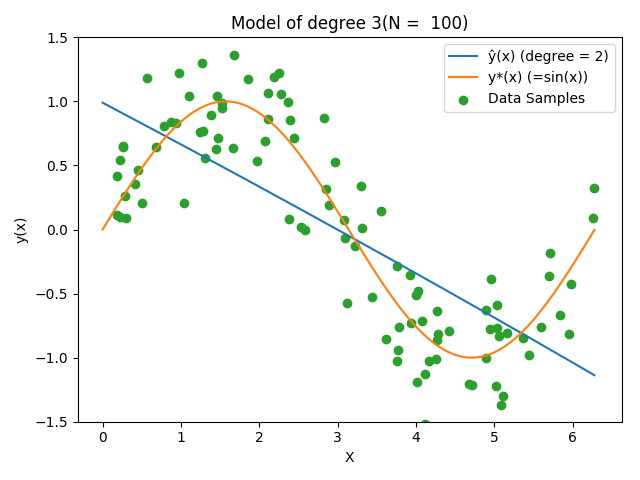 Model of degree 3(N =  100)
ŷ(x) (degree = 2)
y*(x) (=sin(x))
Data Samples
y(x)
1.5
1.0
0.5
0.0
−0.5
−1.0
−1.5
0 1 2 3 4 5 6
X